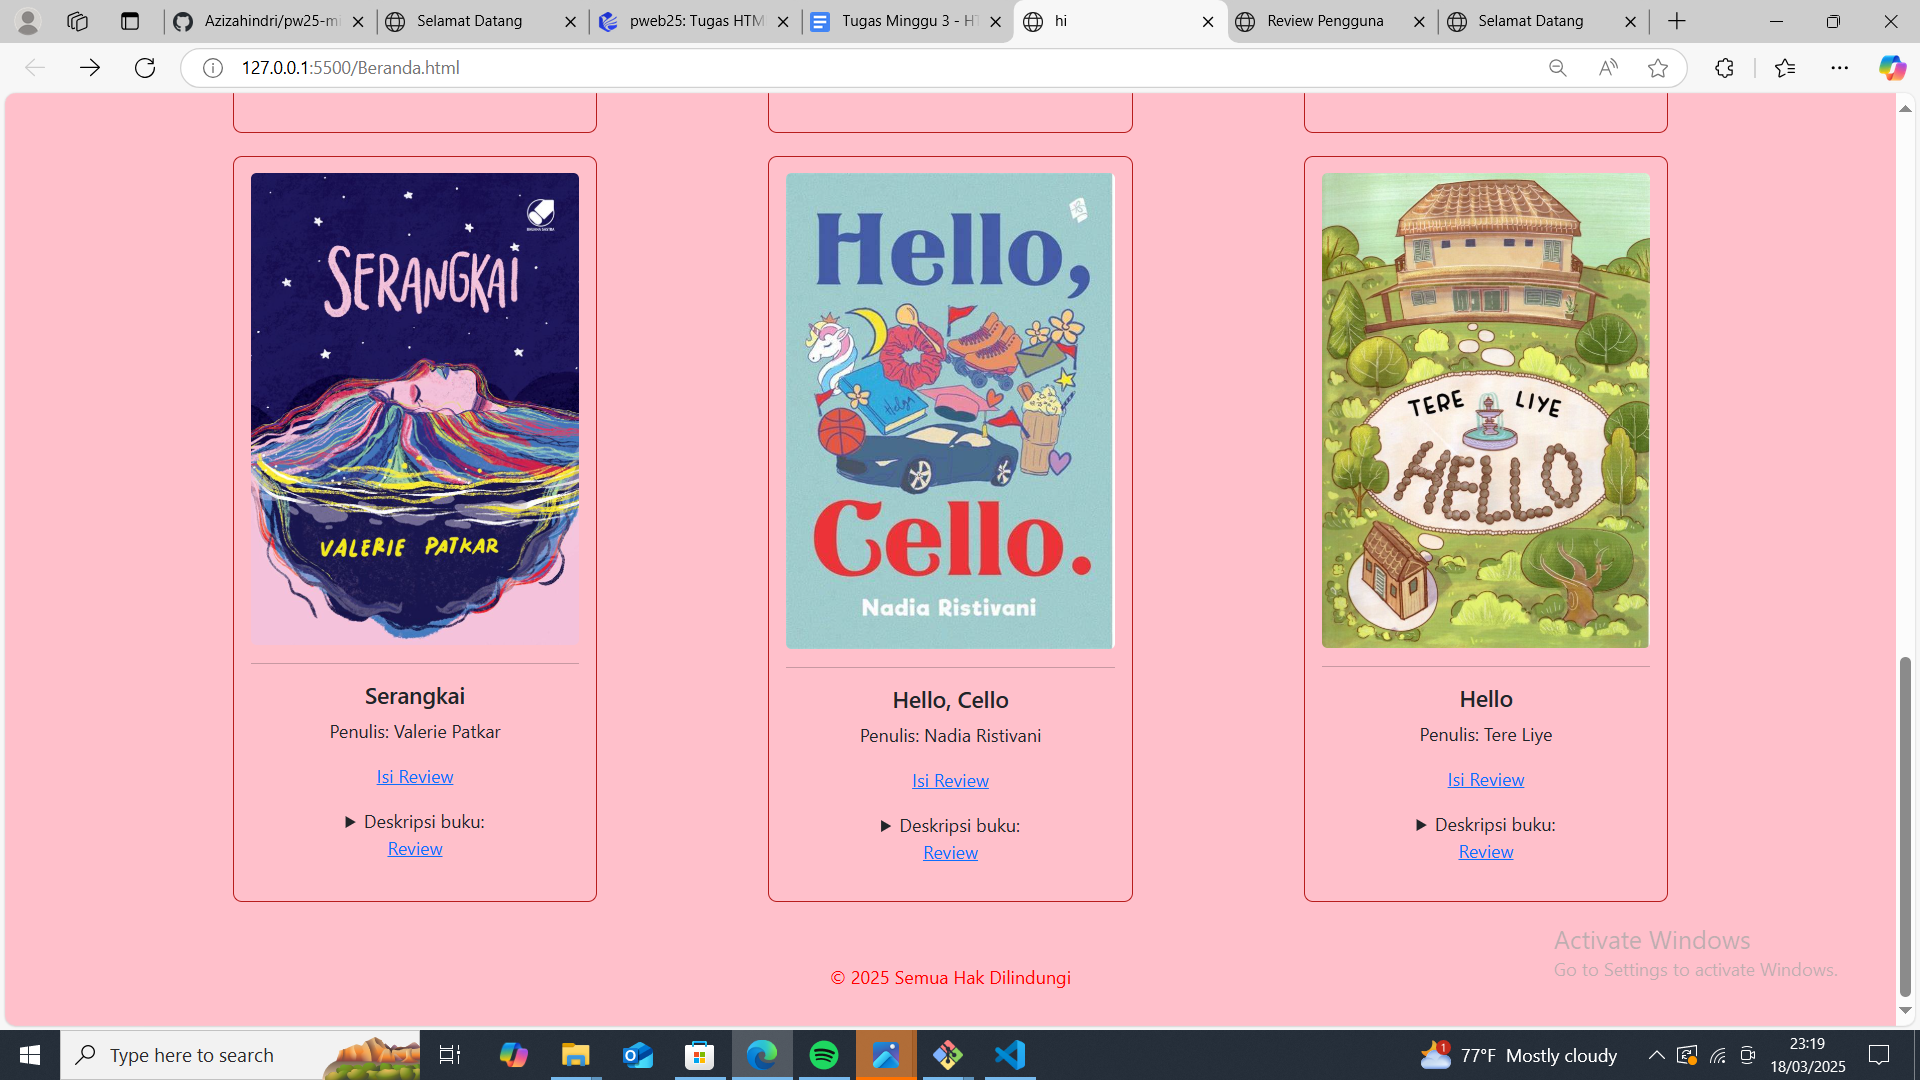 Azizahindri/pw25-mi
Selamat Datang
pweb25: Tugas HTM
Tugas Minggu 3 - HT
hi
Review Pengguna
Selamat Datang
127.0.0.1:5500/Beranda.html
SERANGKAI
VALERIE PATKAR
Hello,
Helga
Cello.
Nadia Ristivani
TERE LIYE
HELLO
Serangkai
Penulis: Valerie Patkar
Isi Review
Deskripsi buku:
Review
Hello, Cello
Penulis: Nadia Ristivani
Isi Review
Deskripsi buku:
Review
Hello
Penulis: Tere Liye
Isi Review
Deskripsi buku:
Review
Activate Windows
Go to Settings to activate Windows.
© 2025 Semua Hak Dilindungi
Type here to search
1
77°F Mostly cloudy
23:19
18/03/2025